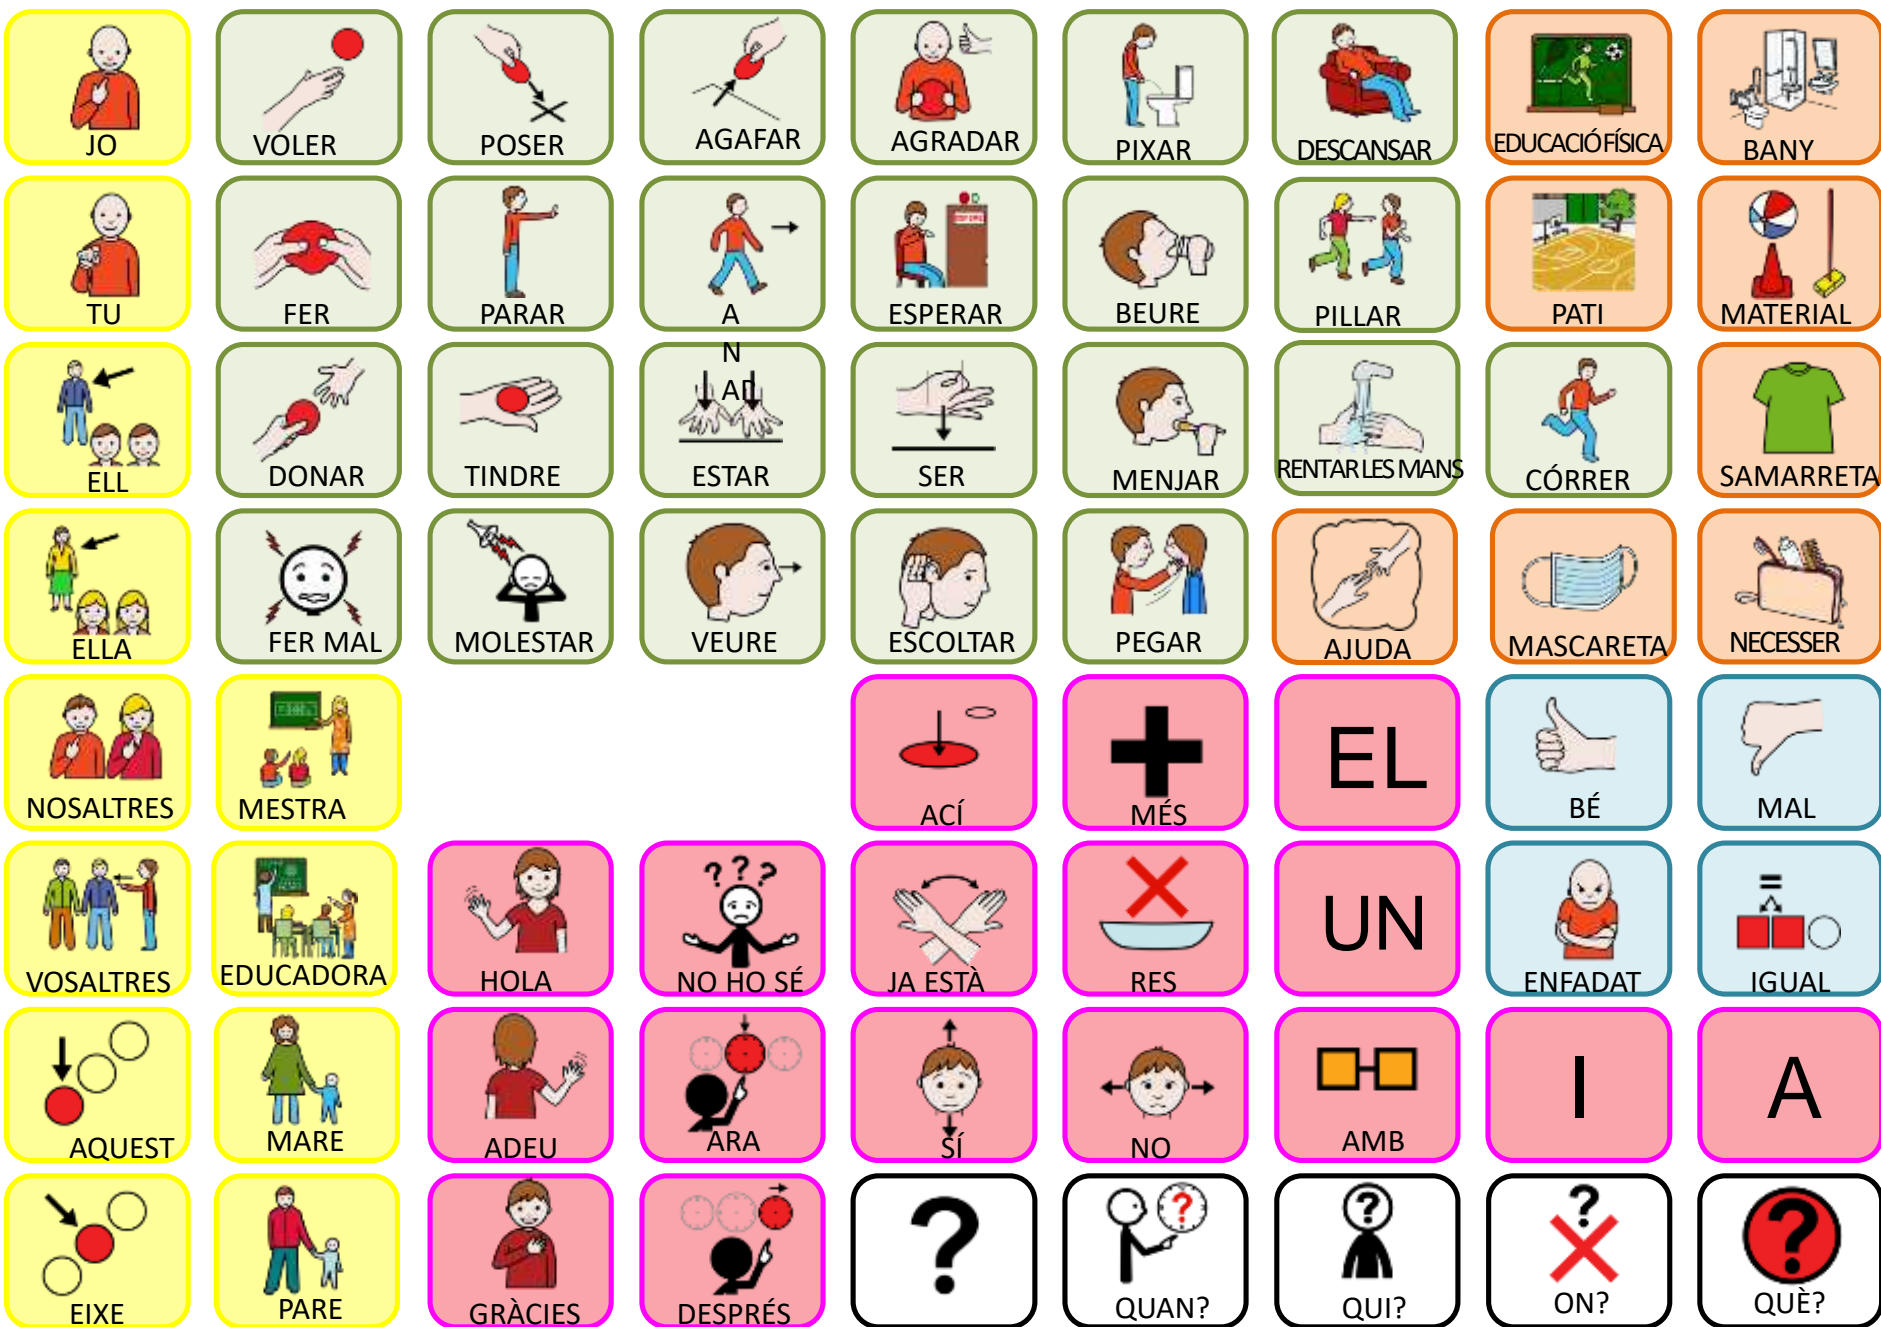 JO
VOLER
POSER
AGAFAR
AGRADAR
PIXAR
DESCANSAR
EDUCACIÓ FÍSICA
BANY
TU
FER
PARAR
A
N
AD
ESPERAR
BEURE
PILLAR
PATI
MATERIAL
ELL
DONAR
TINDRE
ESTAR
SER
MENJAR
RENTAR LES MANS
CÓRRER
SAMARRETA
ELLA
FER MAL
MOLESTAR
VEURE
ESCOLTAR
PEGAR
AJUDA
MASCARETA
NECESSER
NOSALTRES
MESTRA
ACÍ
MÉS
EL
BÉ
MAL
VOSALTRES
EDUCADORA
HOLA
? ? ?
NO HO SÉ
JA ESTÀ
RES
UN
ENFADAT
=
IGUAL
AQUEST
MARE
ADEU
ARA
SÍ
NO
AMB
I
A
EIXE
PARE
GRÀCIES
DESPRÉS
?
?
QUAN?
?
QUI?
?
ON?
?
QUÈ?